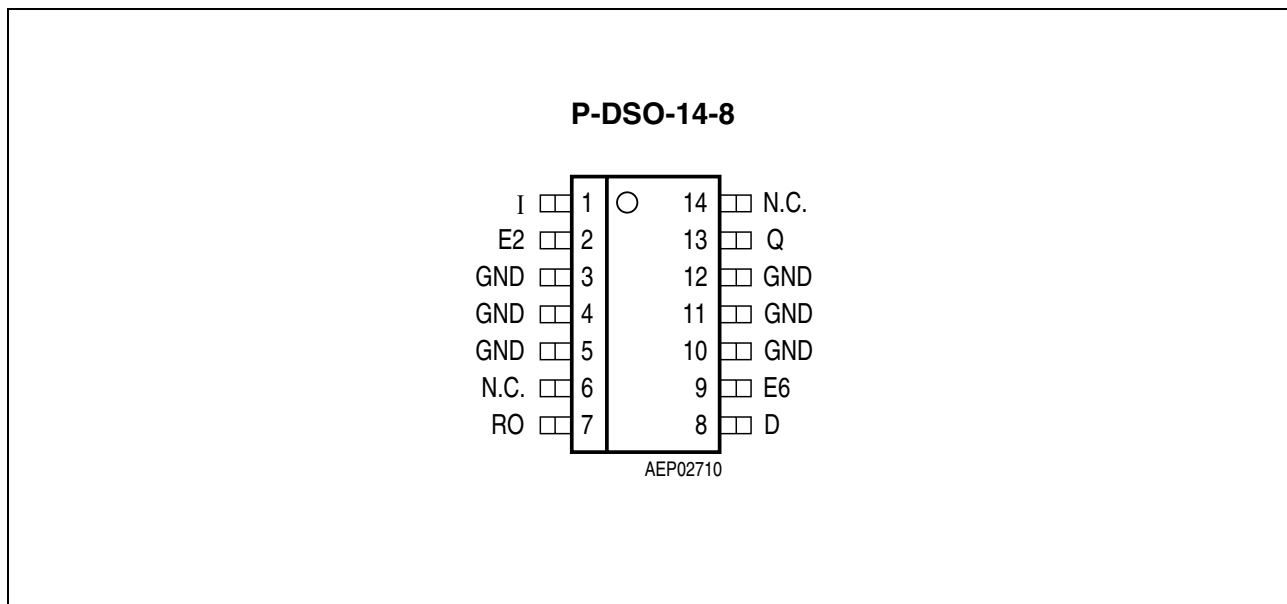 P-DSO-14-8
I 1 14 N.C.
E2 2 13 Q
GND 3 12 GND
GND 4 11 GND
GND 5 10 GND
N.C. 6 9 E6
RO 7 8 D
AEP02710